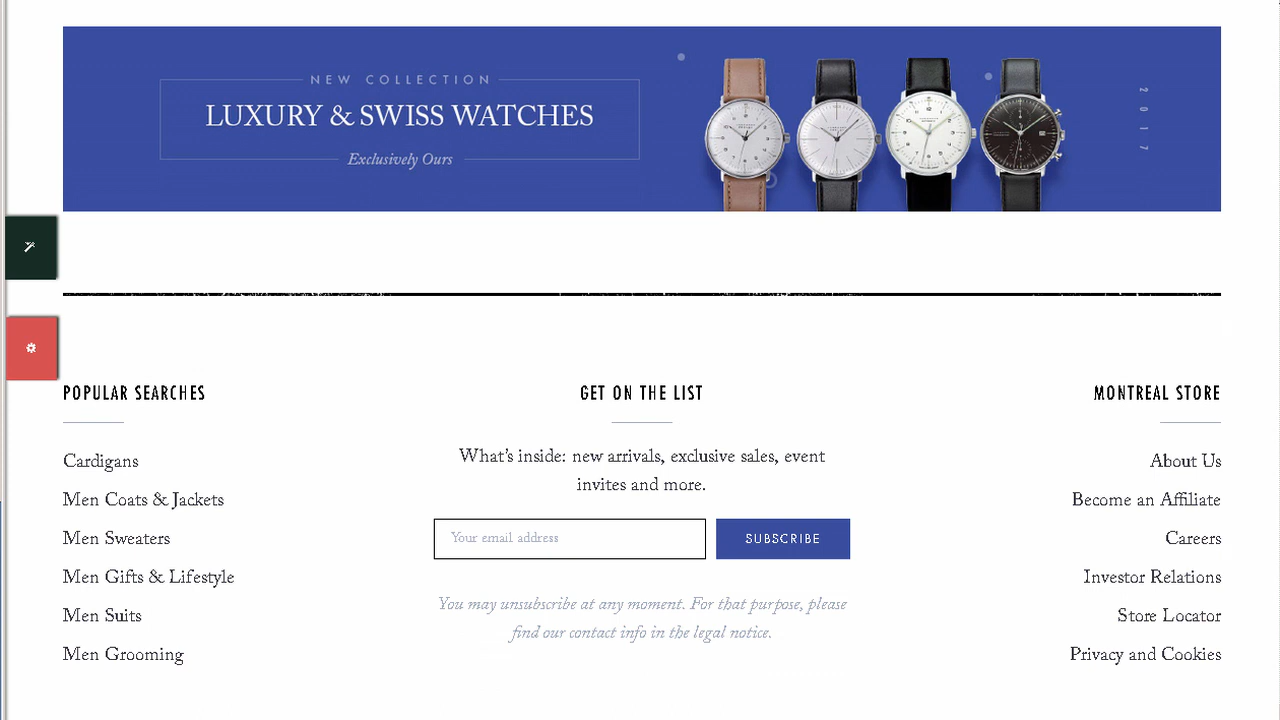 NEW COLLECTION
LUXURY & SWISS WATCHES
Exclusively Ours
2017
POPULAR SEARCHES
Cardigans
Men Coats & Jackets
Men Sweaters
Men Gifts & Lifestyle
Men Suits
Men Grooming
GET ON THE LIST
What's inside: new arrivals, exclusive sales, event
invites and more.
Your email address
SUBSCRIBE
You may unsubscribe at any moment. For that purpose, please
find our contact info in the legal notice.
MONTREAL STORE
About Us
Become an Affiliate
Careers
Investor Relations
Store Locator
Privacy and Cookies